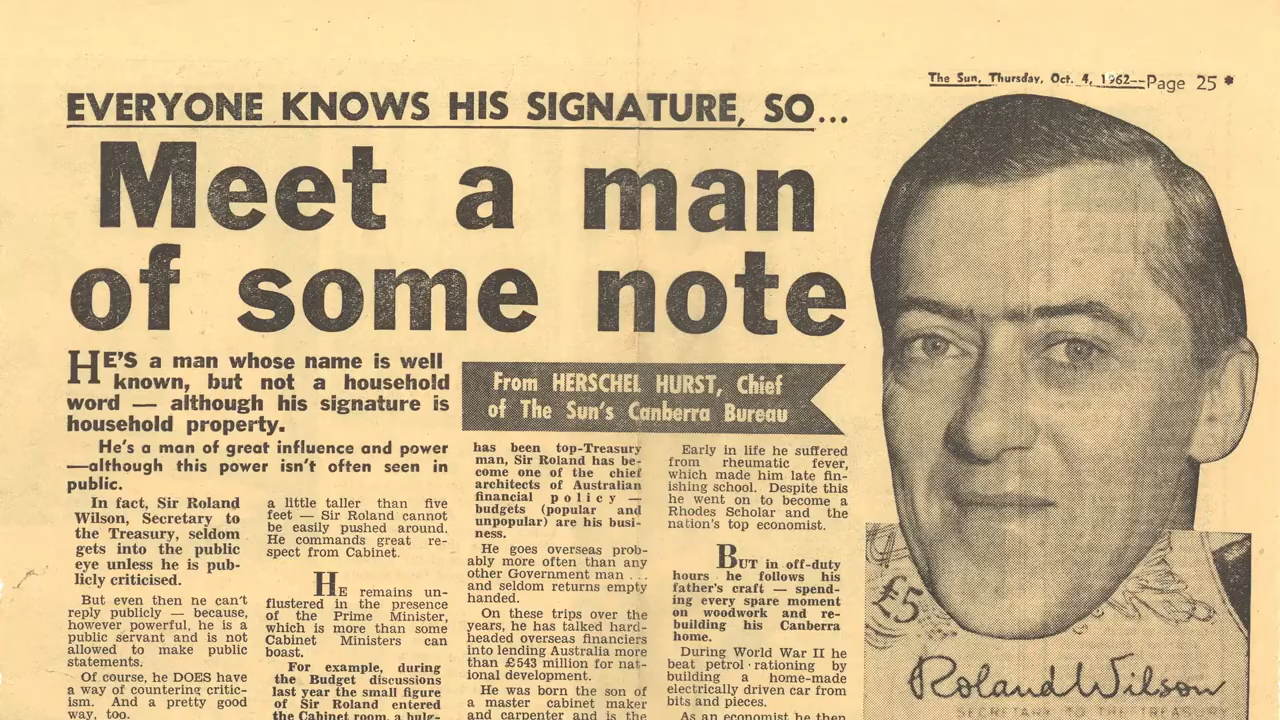 The Sun, Thursday, Oct. 4, 1962--Page 25 *
EVERYONE KNOWS HIS SIGNATURE, SO...
Meet a man
of some note
HE'S a man whose name is well
known, but not a household
word — although his signature is
household property.
He's a man of great influence and power
—although this power isn't often seen in
public.
In fact, Sir Roland
Wilson, Secretary to
the Treasury, seldom
gets into the public
eye unless he is pub-
licly criticised.
But even then he can't
reply publicly — because,
however powerful, he is a
public servant and is not
allowed to make public
statements.
Of course, he DOES have
a way of countering critic-
ism. And a pretty good
way, too.
a little taller than five
feet — Sir Roland cannot
be easily pushed around.
He commands great re-
spect from Cabinet.
HE remains un-
flustered in the presence
of the Prime Minister,
which is more than some
Cabinet Ministers can
boast.
For example, during
the Budget discussions
last year the small figure
of Sir Roland entered
the Cabinet room, a bulg-
From HERSCHEL HURST, Chief
of The Sun's Canberra Bureau
has been top-Treasury
man, Sir Roland has be-
come one of the chief
architects of Australian
financial policy —
budgets (popular and
unpopular) are his busi-
ness.
He goes overseas prob-
ably more often than any
other Government man . . .
and seldom returns empty
handed.
On these trips over the
years, he has talked hard-
headed overseas financiers
into lending Australia more
than £543 million for nat-
ional development.
He was born the son of
a master cabinet maker
and carpenter and is the
Early in life he suffered
from rheumatic fever,
which made him late fin-
ishing school. Despite this
he went on to become a
Rhodes Scholar and the
nation's top economist.
BUT in off-duty
hours he follows his
father's craft — spend-
ing every spare moment
on woodwork and re-
building his Canberra
home.
During World War II he
beat petrol rationing by
building a home-made
electrically driven car from
bits and pieces.
As an economist he then
£5
Roland Wilson
SECRETARY TO THE TREASURY